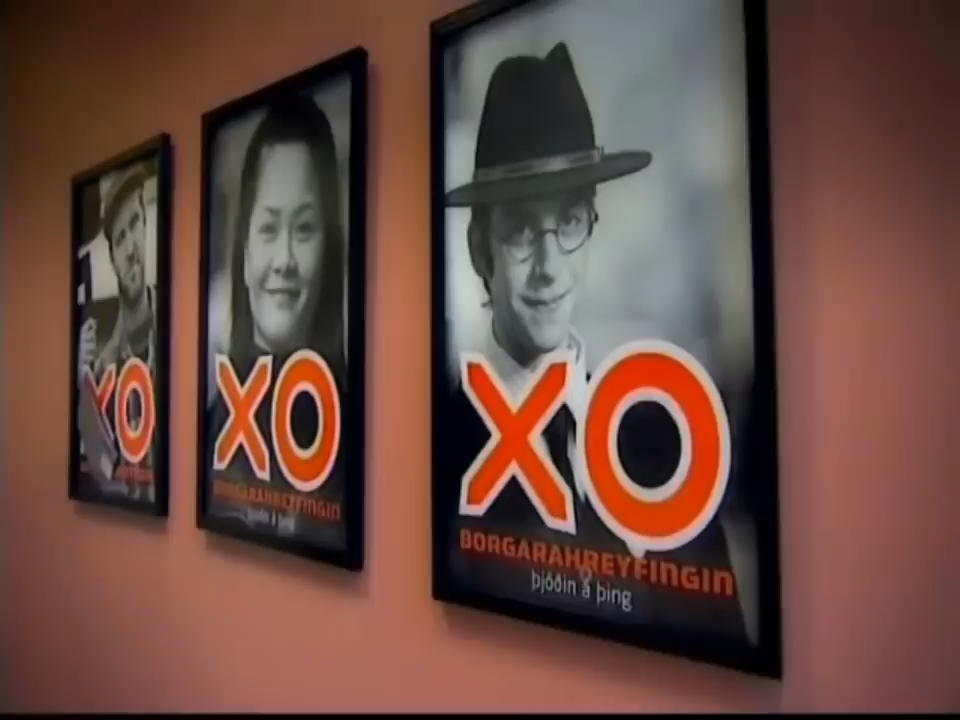 XO
XO
BORGARAHREYFINGIN
þjóðin á þing
XO
BORGARAHREYFINGIN
þjóðin á þing